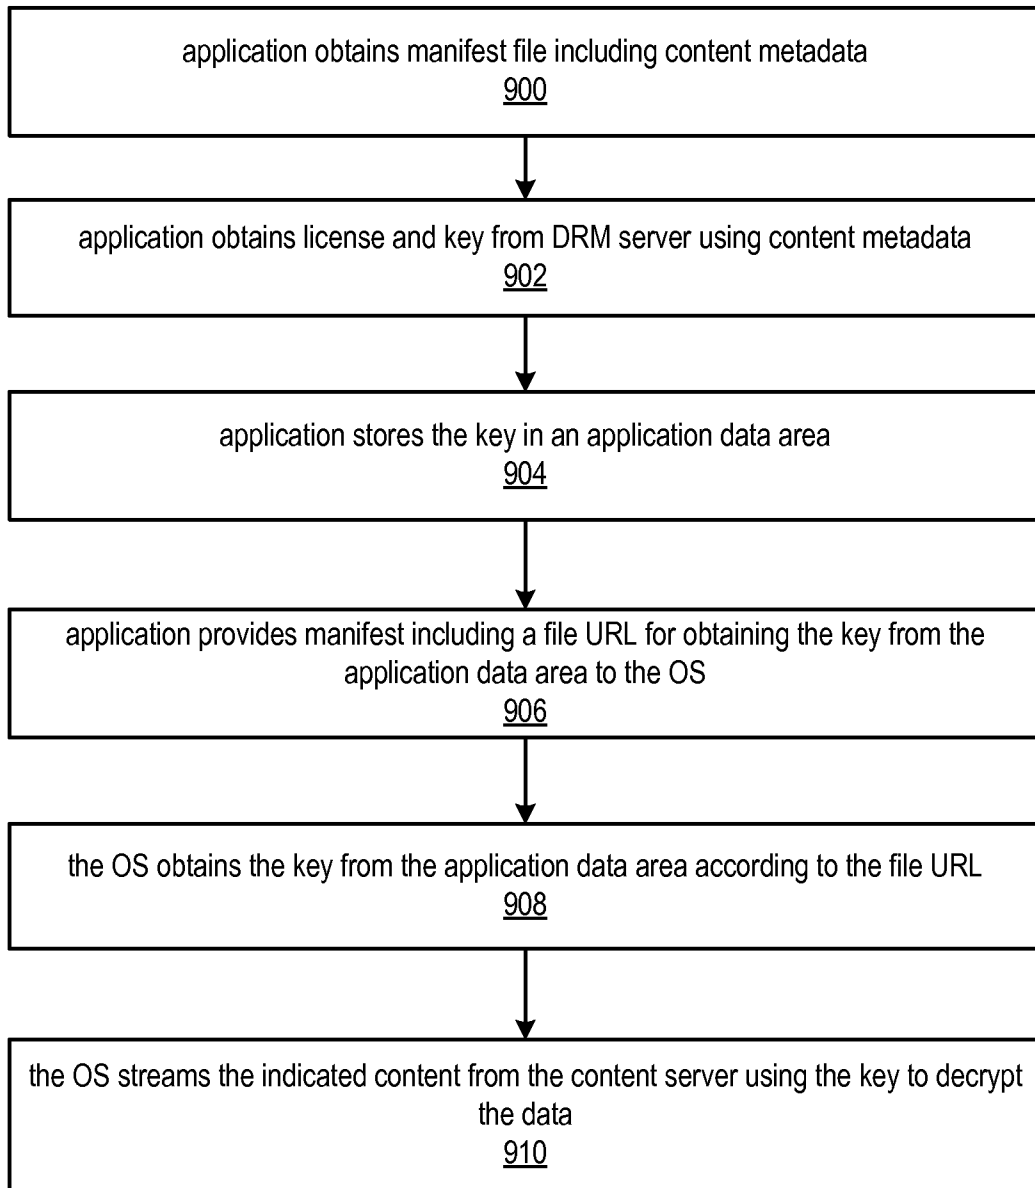 application obtains manifest file including content metadata
900
application obtains license and key from DRM server using content metadata
902
application stores the key in an application data area
904
application provides manifest including a file URL for obtaining the key from the
application data area to the OS
906
the OS obtains the key from the application data area according to the file URL
908
the OS streams the indicated content from the content server using the key to decrypt
the data
910